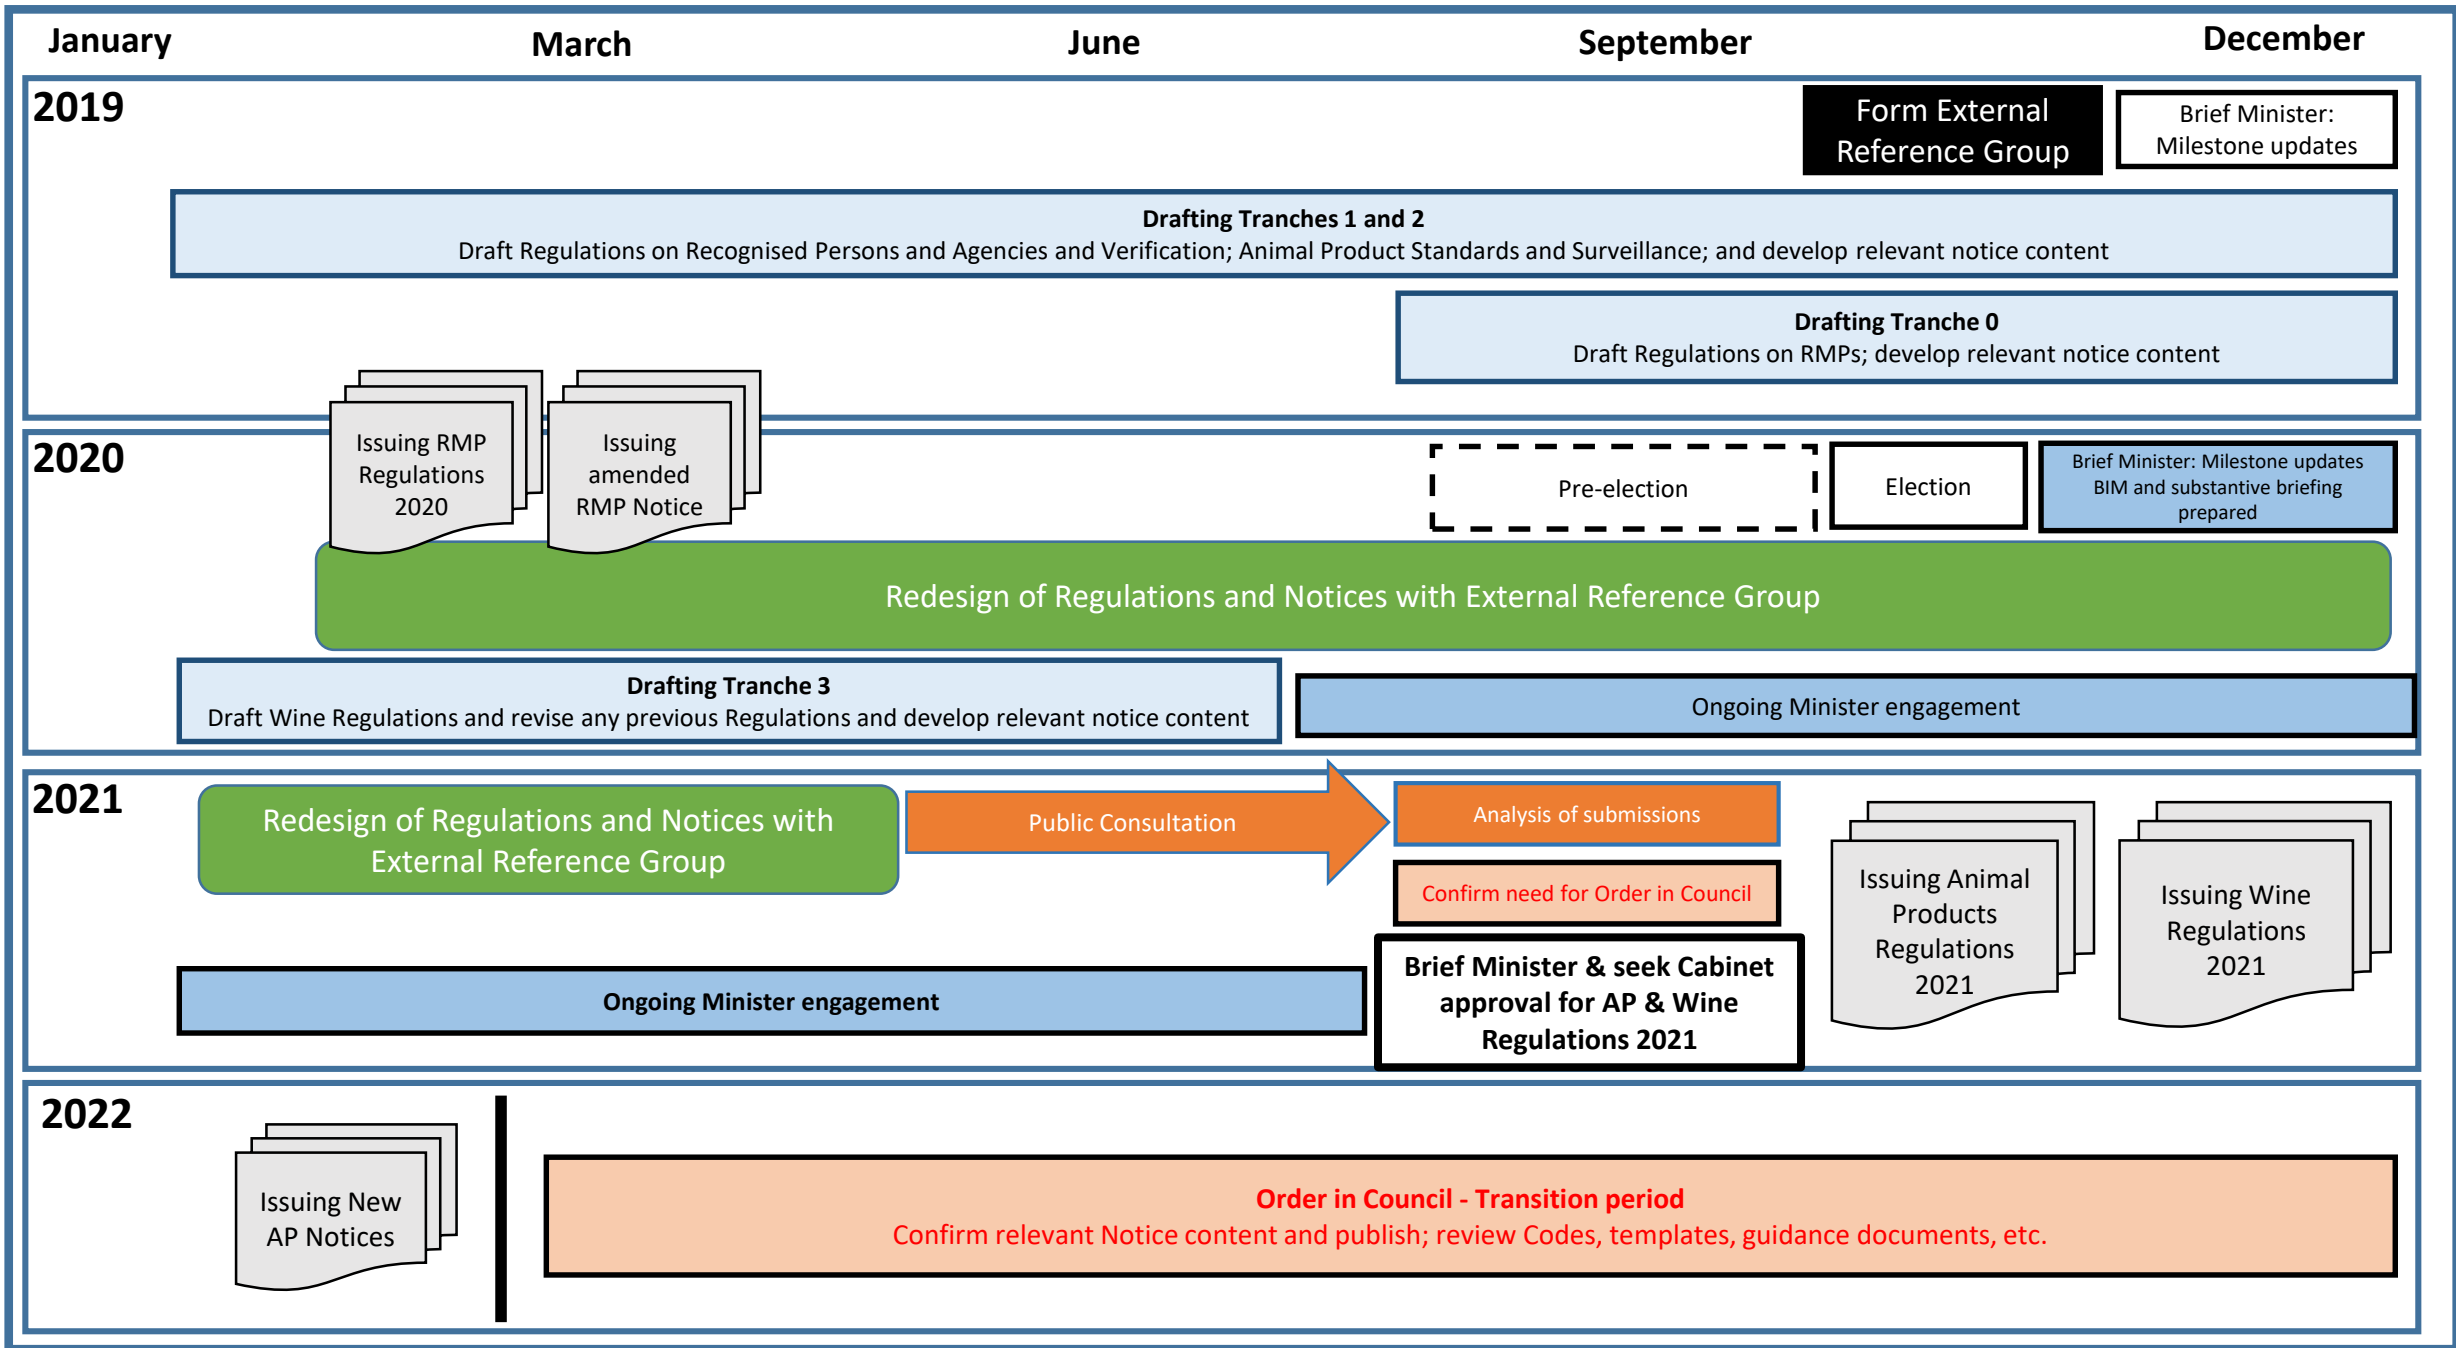 January
March
June
September
December
2019
Form External
Reference Group
Brief Minister:
Milestone updates
Drafting Tranches 1 and 2
Draft Regulations on Recognised Persons and Agencies and Verification; Animal Product Standards and Surveillance; and develop relevant notice content
Drafting Tranche 0
Draft Regulations on RMPs; develop relevant notice content
2020
Issuing RMP
Regulations
2020
Issuing
amended
RMP Notice
Pre-election
Election
Brief Minister: Milestone updates
BIM and substantive briefing
prepared
Redesign of Regulations and Notices with External Reference Group
Drafting Tranche 3
Draft Wine Regulations and revise any previous Regulations and develop relevant notice content
Ongoing Minister engagement
2021
Redesign of Regulations and Notices with
External Reference Group
Public Consultation
Analysis of submissions
Confirm need for Order in Council
Brief Minister & seek Cabinet
approval for AP & Wine
Regulations 2021
Issuing Animal
Products
Regulations
2021
Issuing Wine
Regulations
2021
Ongoing Minister engagement
2022
Issuing New
AP Notices
Order in Council - Transition period
Confirm relevant Notice content and publish; review Codes, templates, guidance documents, etc.